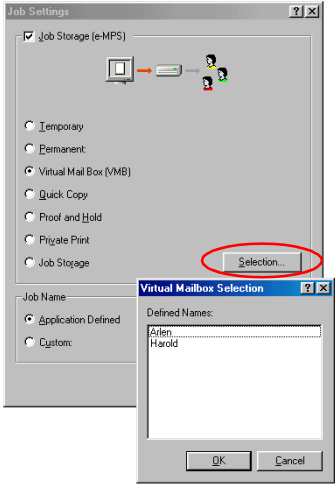 Job Settings
Job Storage (e-MPS)
Temporary
Permanent:
Virtual Mail Box (VMB)
Quick Copy
Proof and Hold
Private Print
Job Storage
Selection...
Job Name
Application Defined
Custom:
Virtual Mailbox Selection
Defined Names:
Arlen
Harold
OK
Cancel